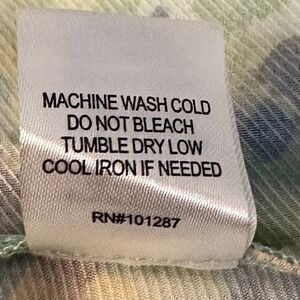 MACHINE WASH COLD
DO NOT BLEACH
TUMBLE DRY LOW
COOL IRON IF NEEDED
RN#101287